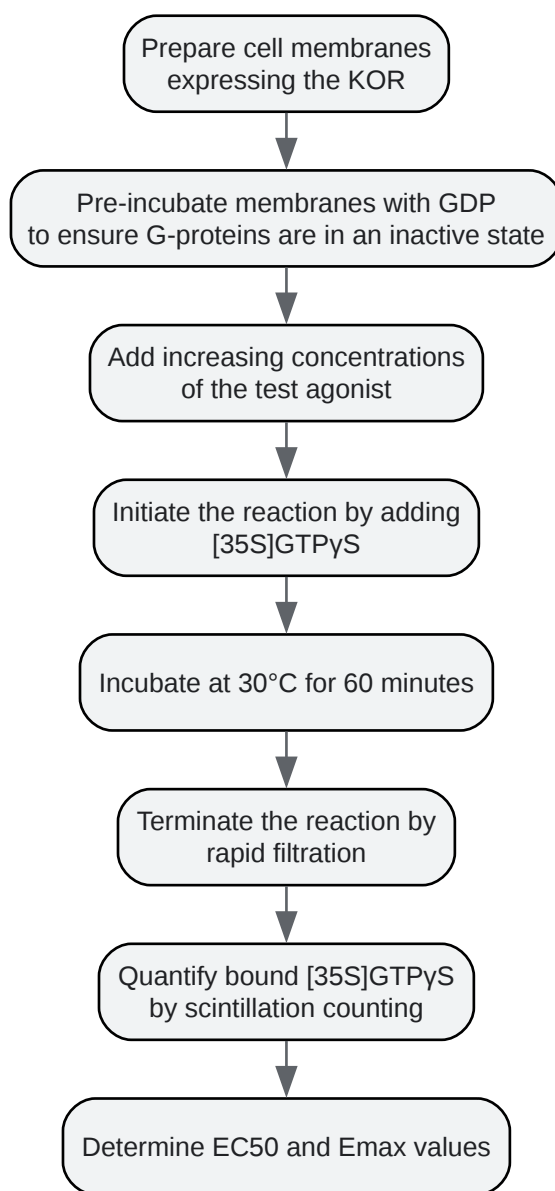 Prepare cell membranes
expressing the KOR
Pre-incubate membranes with GDP
to ensure G-proteins are in an inactive state
Add increasing concentrations
of the test agonist
Initiate the reaction by adding
[35S]GTPγS
Incubate at 30°C for 60 minutes
Terminate the reaction by
rapid filtration
Quantify bound [35S]GTPγS
by scintillation counting
Determine EC50 and Emax values